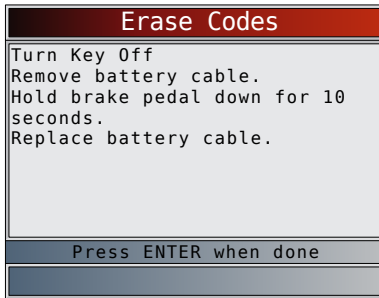 Erase Codes
Turn Key Off
Remove battery cable.
Hold brake pedal down for 10
seconds.
Replace battery cable.
Press ENTER when done